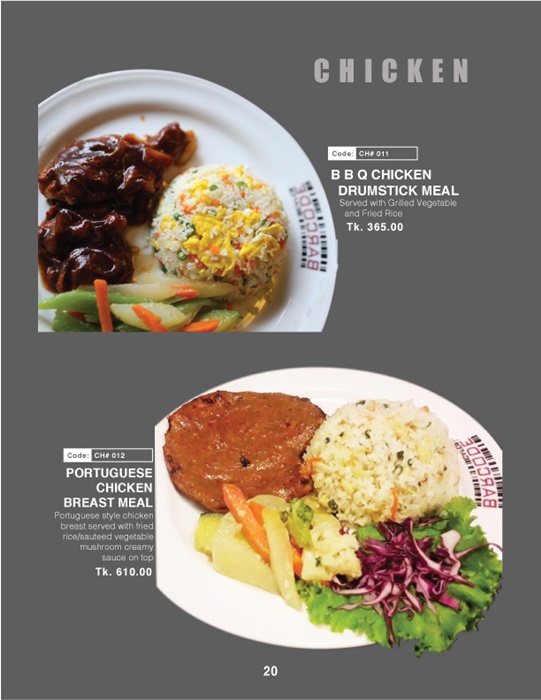 CHICKEN
Code: CH# 011
B B Q CHICKEN
DRUMSTICK MEAL
Served with Grilled Vegetable
and Fried Rice
Tk. 365.00
BARCODE
Code: CH# 012
PORTUGUESE
CHICKEN
BREAST MEAL
Portuguese style chicken
breast served with fried
rice/sauteed vegetable
mushroom creamy
sauce on top
Tk. 610.00
BARCODE
20